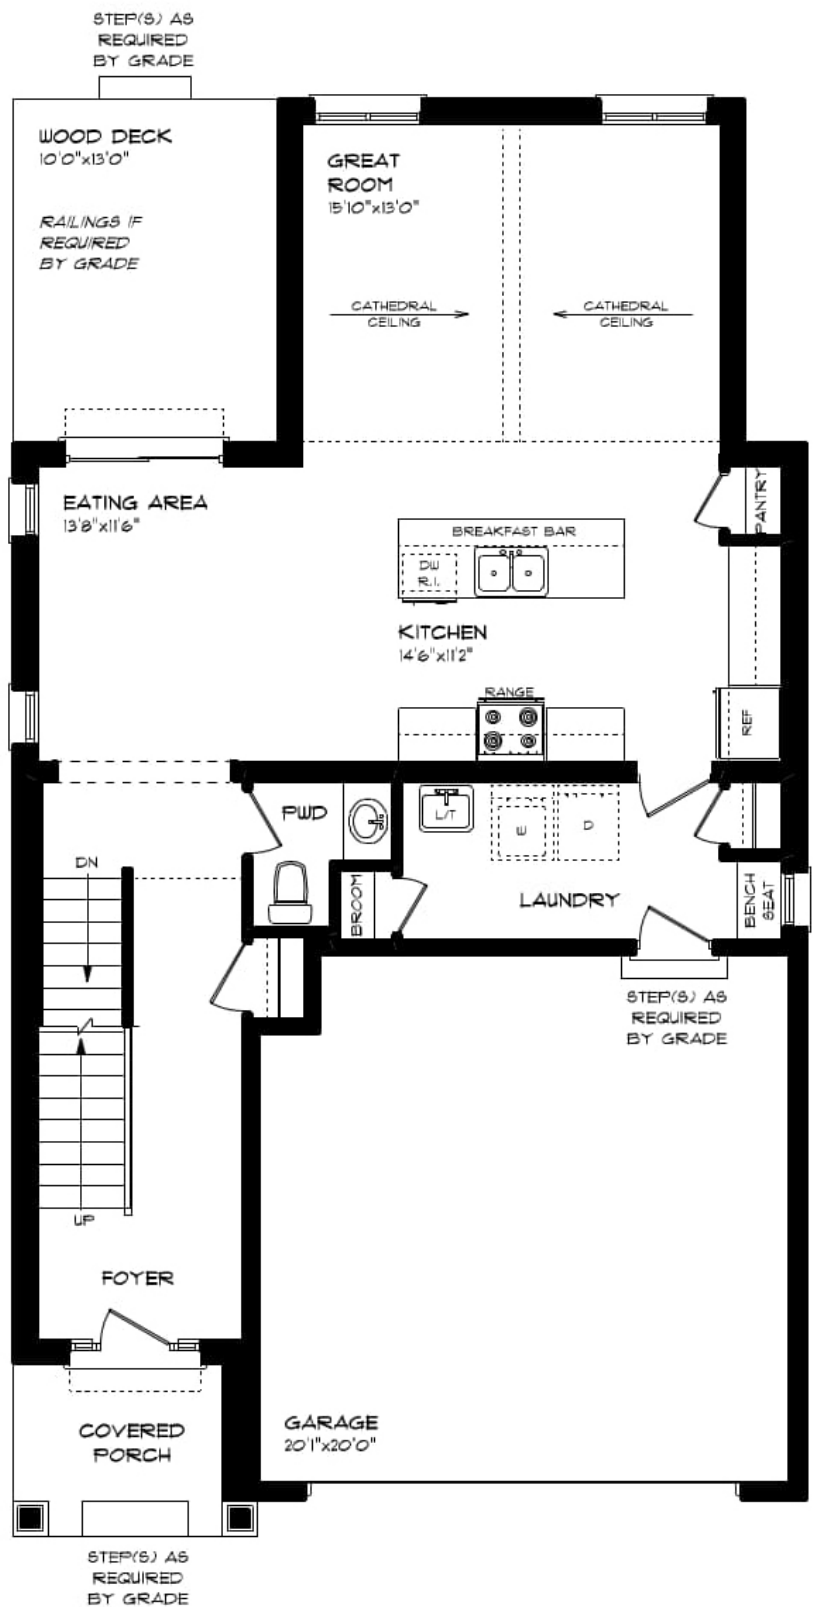 STEP(S) AS
REQUIRED
BY GRADE
WOOD DECK
10'0"x13'0"
RAILINGS IF
REQUIRED
BY GRADE
GREAT
ROOM
15'10"x13'0"
CATHEDRAL
CEILING
CATHEDRAL
CEILING
EATING AREA
13'8"x11'6"
PANTRY
BREAKFAST BAR
DW
R.I.
KITCHEN
14'6"x11'2"
RANGE
REF
PWD
L/T
W
D
DN
BROOM
LAUNDRY
BENCH
SEAT
STEP(S) AS
REQUIRED
BY GRADE
UP
FOYER
GARAGE
20'1"x20'0"
COVERED
PORCH
STEP(S) AS
REQUIRED
BY GRADE